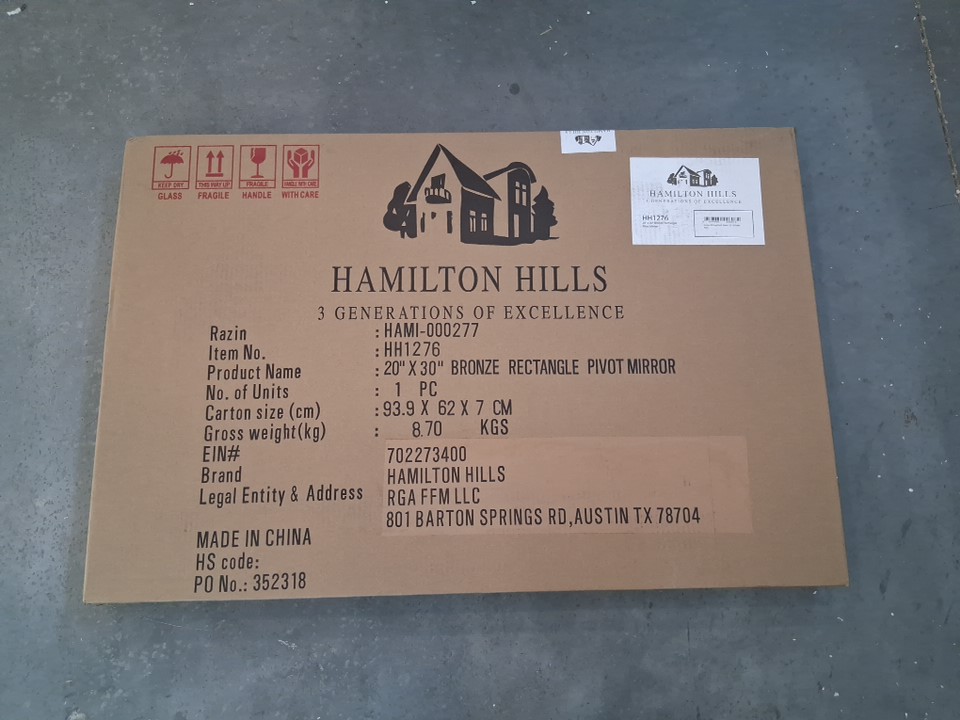 KEEP DRY
THIS WAY UP
FRAGILE
HANDLE WITH CARE
GLASS
FRAGILE
HANDLE
WITH CARE
HAMILTON HILLS
3 GENERATIONS OF EXCELLENCE
HH1276
HAMILTON HILLS
3 GENERATIONS OF EXCELLENCE
Razin : HAMI-000277
Item No. : HH1276
Product Name : 20" X 30" BRONZE RECTANGLE PIVOT MIRROR
No. of Units : 1 PC
Carton size (cm) : 93.9 X 62 X 7 CM
Gross weight(kg) : 8.70 KGS
EIN# 702273400
Brand HAMILTON HILLS
Legal Entity & Address RGA FFM LLC
801 BARTON SPRINGS RD,AUSTIN TX 78704
MADE IN CHINA
HS code:
PO No.: 352318